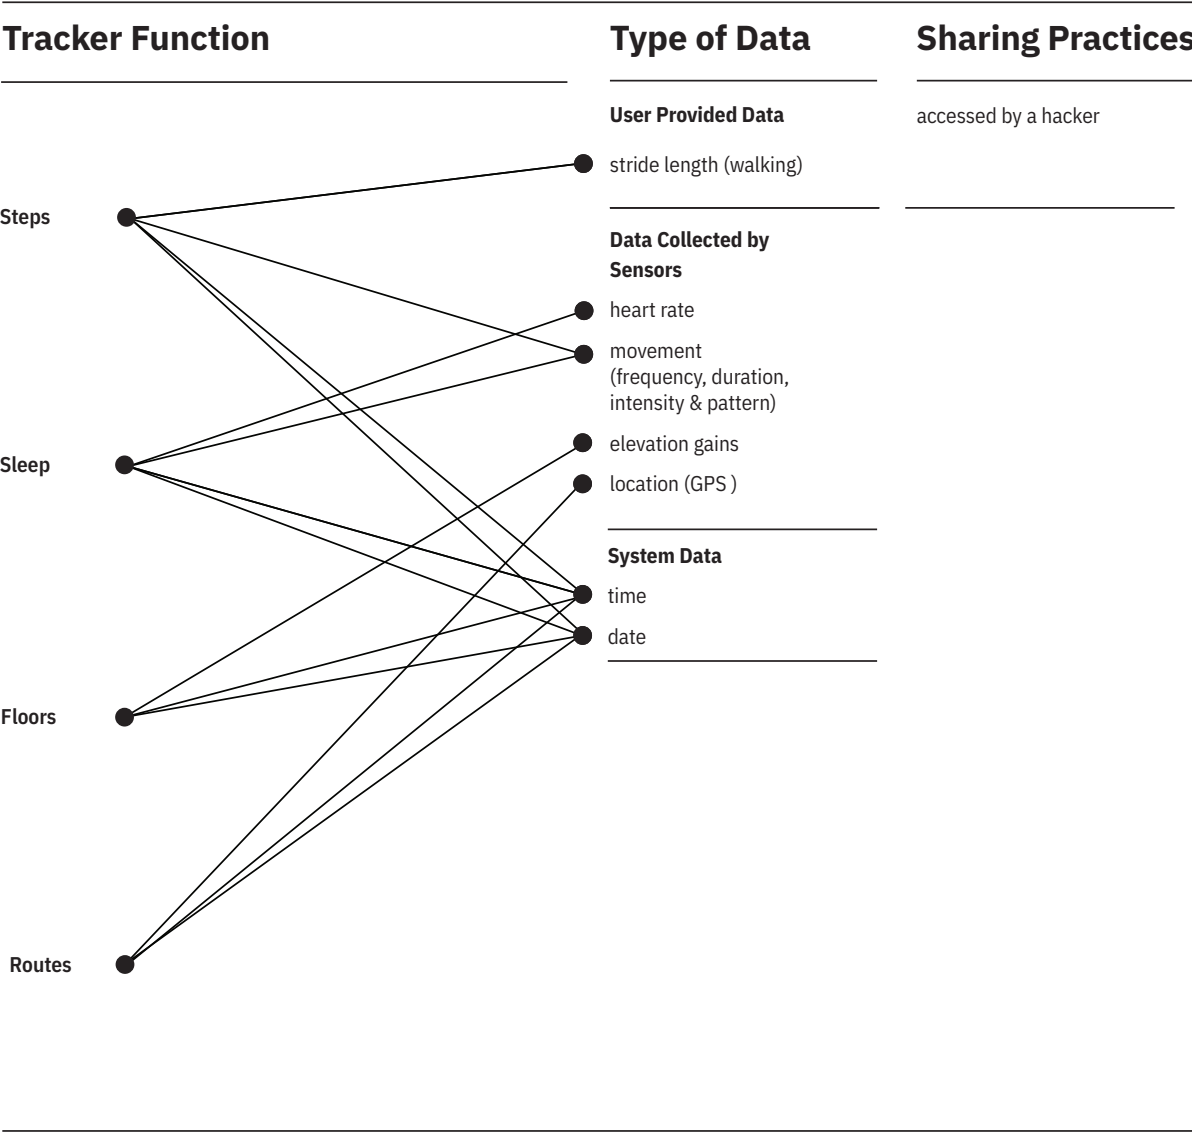 Tracker Function
Type of Data
Sharing Practices
User Provided Data
accessed by a hacker
stride length (walking)
Steps
Data Collected by
Sensors
heart rate
movement
(frequency, duration,
intensity & pattern)
elevation gains
Sleep
location (GPS )
System Data
time
date
Floors
Routes